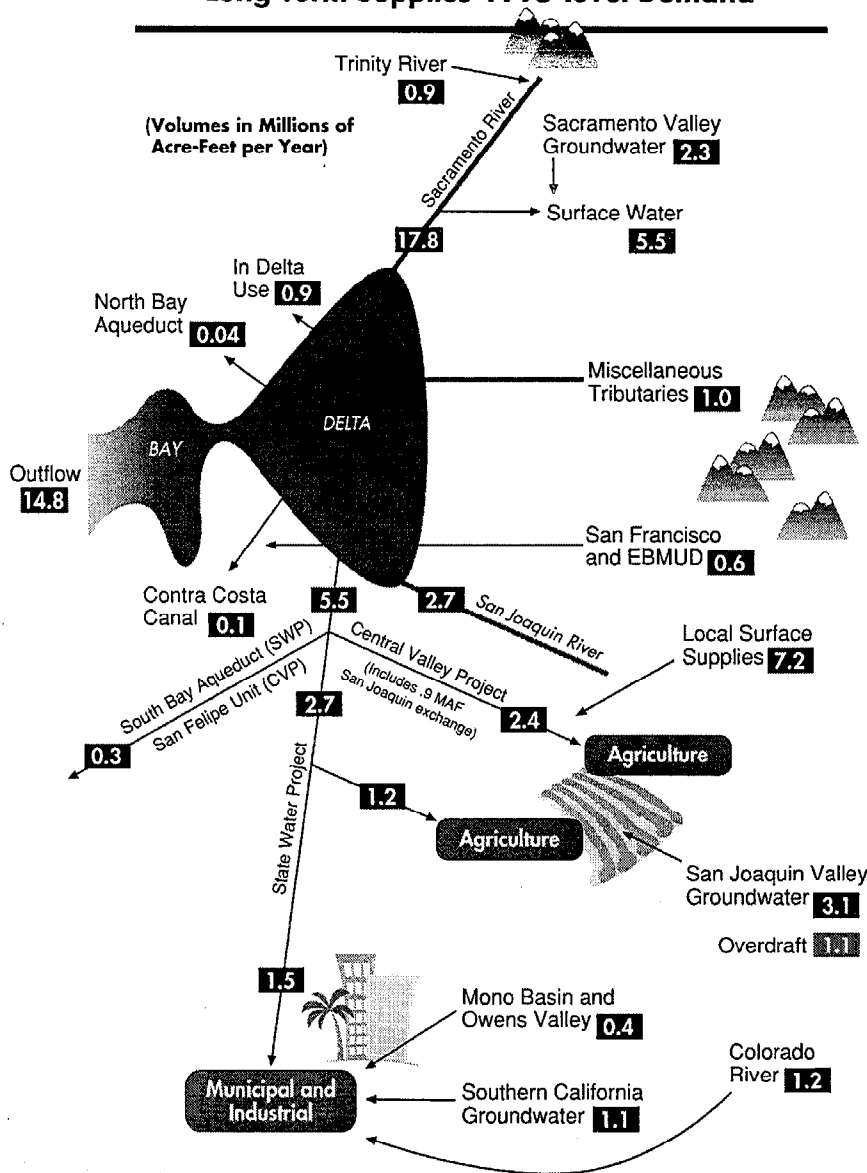 Trinity River
0.9
(Volumes in Millions of
Acre-Feet per Year)
Sacramento River
Sacramento Valley
Groundwater 2.3
Surface Water
5.5
17.8
In Delta
Use 0.9
North Bay
Aqueduct 0.04
Miscellaneous
Tributaries 1.0
DELTA
BAY
Outflow
14.8
San Francisco
and EBMUD 0.6
Contra Costa
Canal 0.1
5.5
2.7
San Joaquin River
Local Surface
Supplies 7.2
South Bay Aqueduct (SWP)
San Felipe Unit (CVP)
0.3
Central Valley Project
(Includes .9 MAF
San Joaquin exchange)
2.7
2.4
Agriculture
State Water Project
1.2
Agriculture
San Joaquin Valley
Groundwater 3.1
Overdraft 1.1
1.5
Mono Basin and
Owens Valley 0.4
Colorado
River 1.2
Municipal and
Industrial
Southern California
Groundwater 1.1